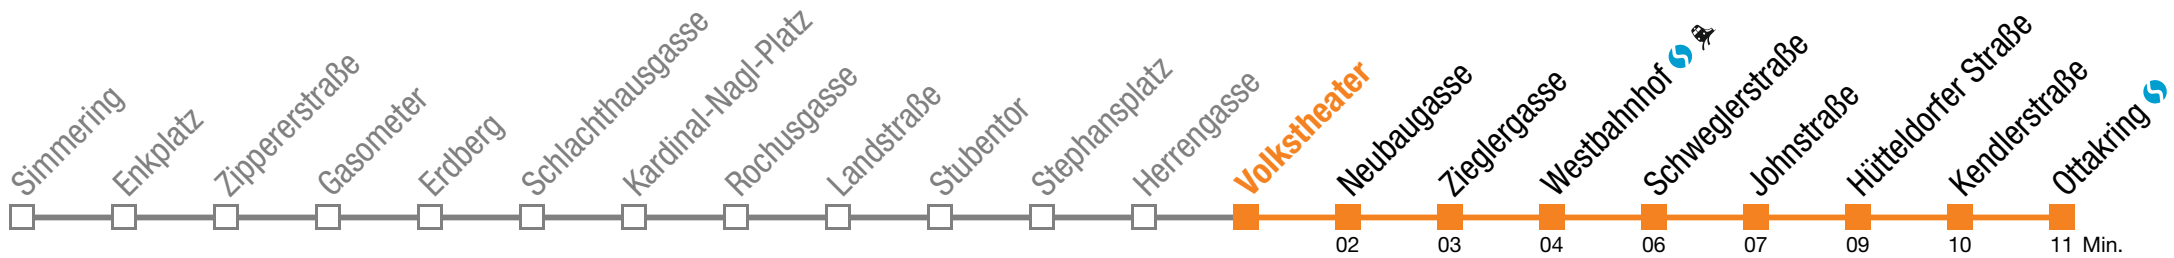 Simmering
Enkplatz
Zippererstraße
Gasometer
Erdberg
Schlachthausgasse
Kardinal-Nagl-Platz
Rochusgasse
Landstraße
Stubentor
Stephansplatz
Herrengasse
Volkstheater
Neubaugasse
Zieglergasse
Westbahnhof
Schweglerstraße
Johnstraße
Hütteldorfer Straße
Kendlerstraße
Ottakring
02 03 04 06 07 09 10 11 Min.